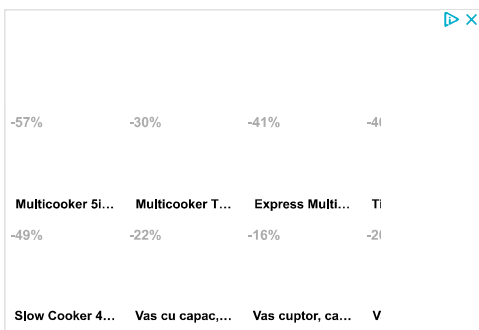 -57% -30% -41%
Multicooker 5i... Multicooker T... Express Multi...
-49% -22% -16%
Slow Cooker 4... Vas cu capac,... Vas cuptor, ca... V